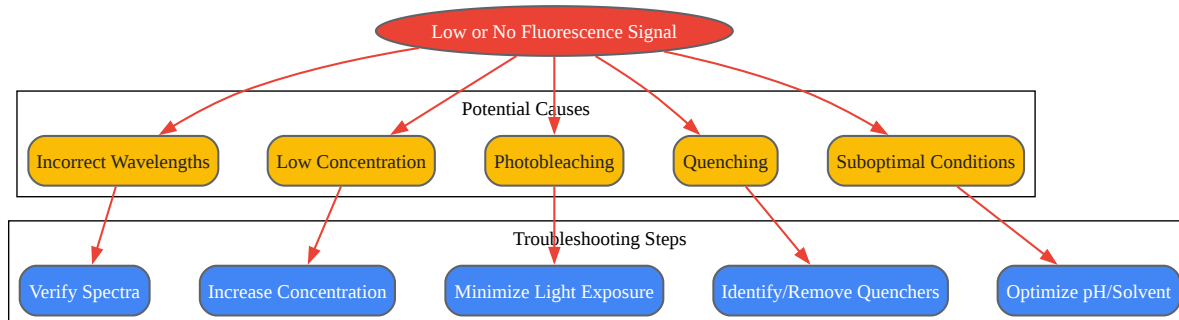 Low or No Fluorescence Signal
Potential Causes
Incorrect Wavelengths
Low Concentration
Photobleaching
Quenching
Suboptimal Conditions
Troubleshooting Steps
Verify Spectra
Increase Concentration
Minimize Light Exposure
Identify/Remove Quenchers
Optimize pH/Solvent